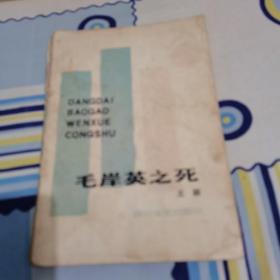 DANGDAI
BAOGAO
WENXUE
CONGSHU
毛岸英之死